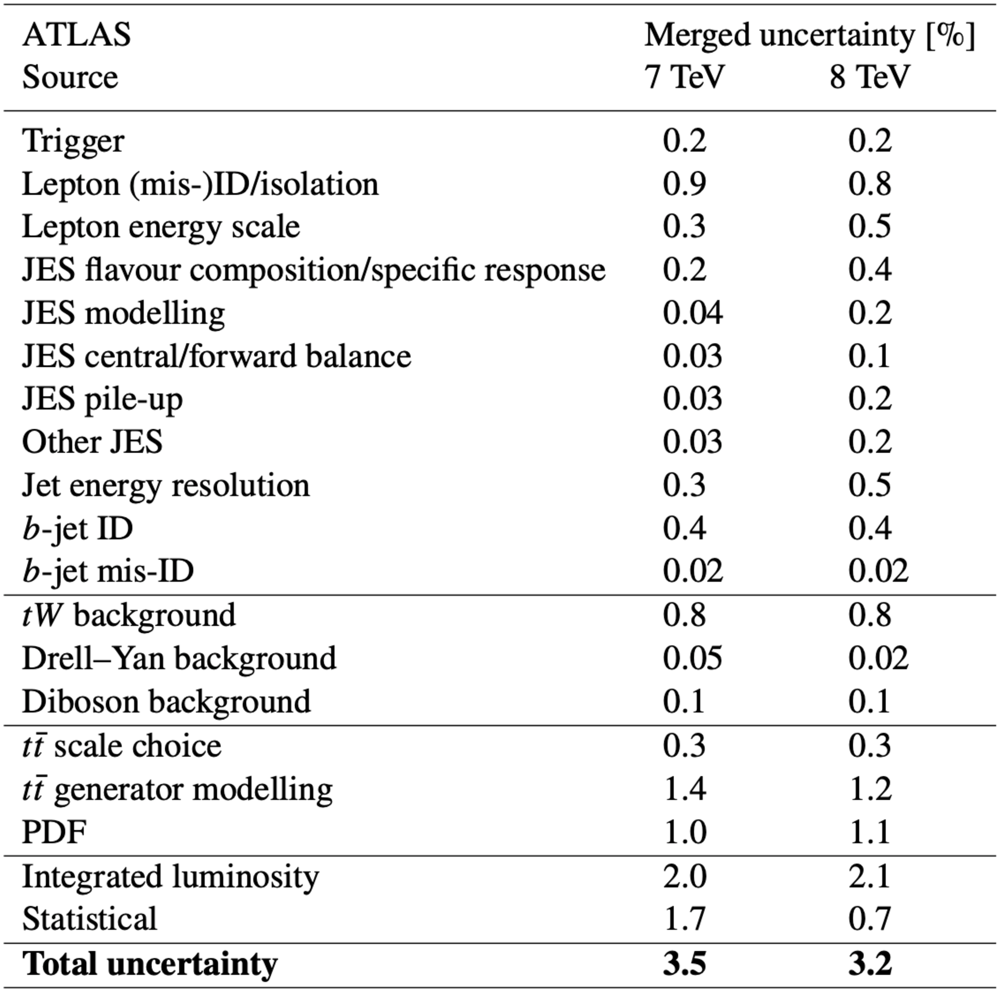 ATLAS Merged uncertainty [%]
Source 7 TeV 8 TeV
Trigger 0.2 0.2
Lepton (mis-)ID/isolation 0.9 0.8
Lepton energy scale 0.3 0.5
JES flavour composition/specific response 0.2 0.4
JES modelling 0.04 0.2
JES central/forward balance 0.03 0.1
JES pile-up 0.03 0.2
Other JES 0.03 0.2
Jet energy resolution 0.3 0.5
b-jet ID 0.4 0.4
b-jet mis-ID 0.02 0.02
tW background 0.8 0.8
Drell–Yan background 0.05 0.02
Diboson background 0.1 0.1
tt̄ scale choice 0.3 0.3
tt̄ generator modelling 1.4 1.2
PDF 1.0 1.1
Integrated luminosity 2.0 2.1
Statistical 1.7 0.7
Total uncertainty 3.5 3.2